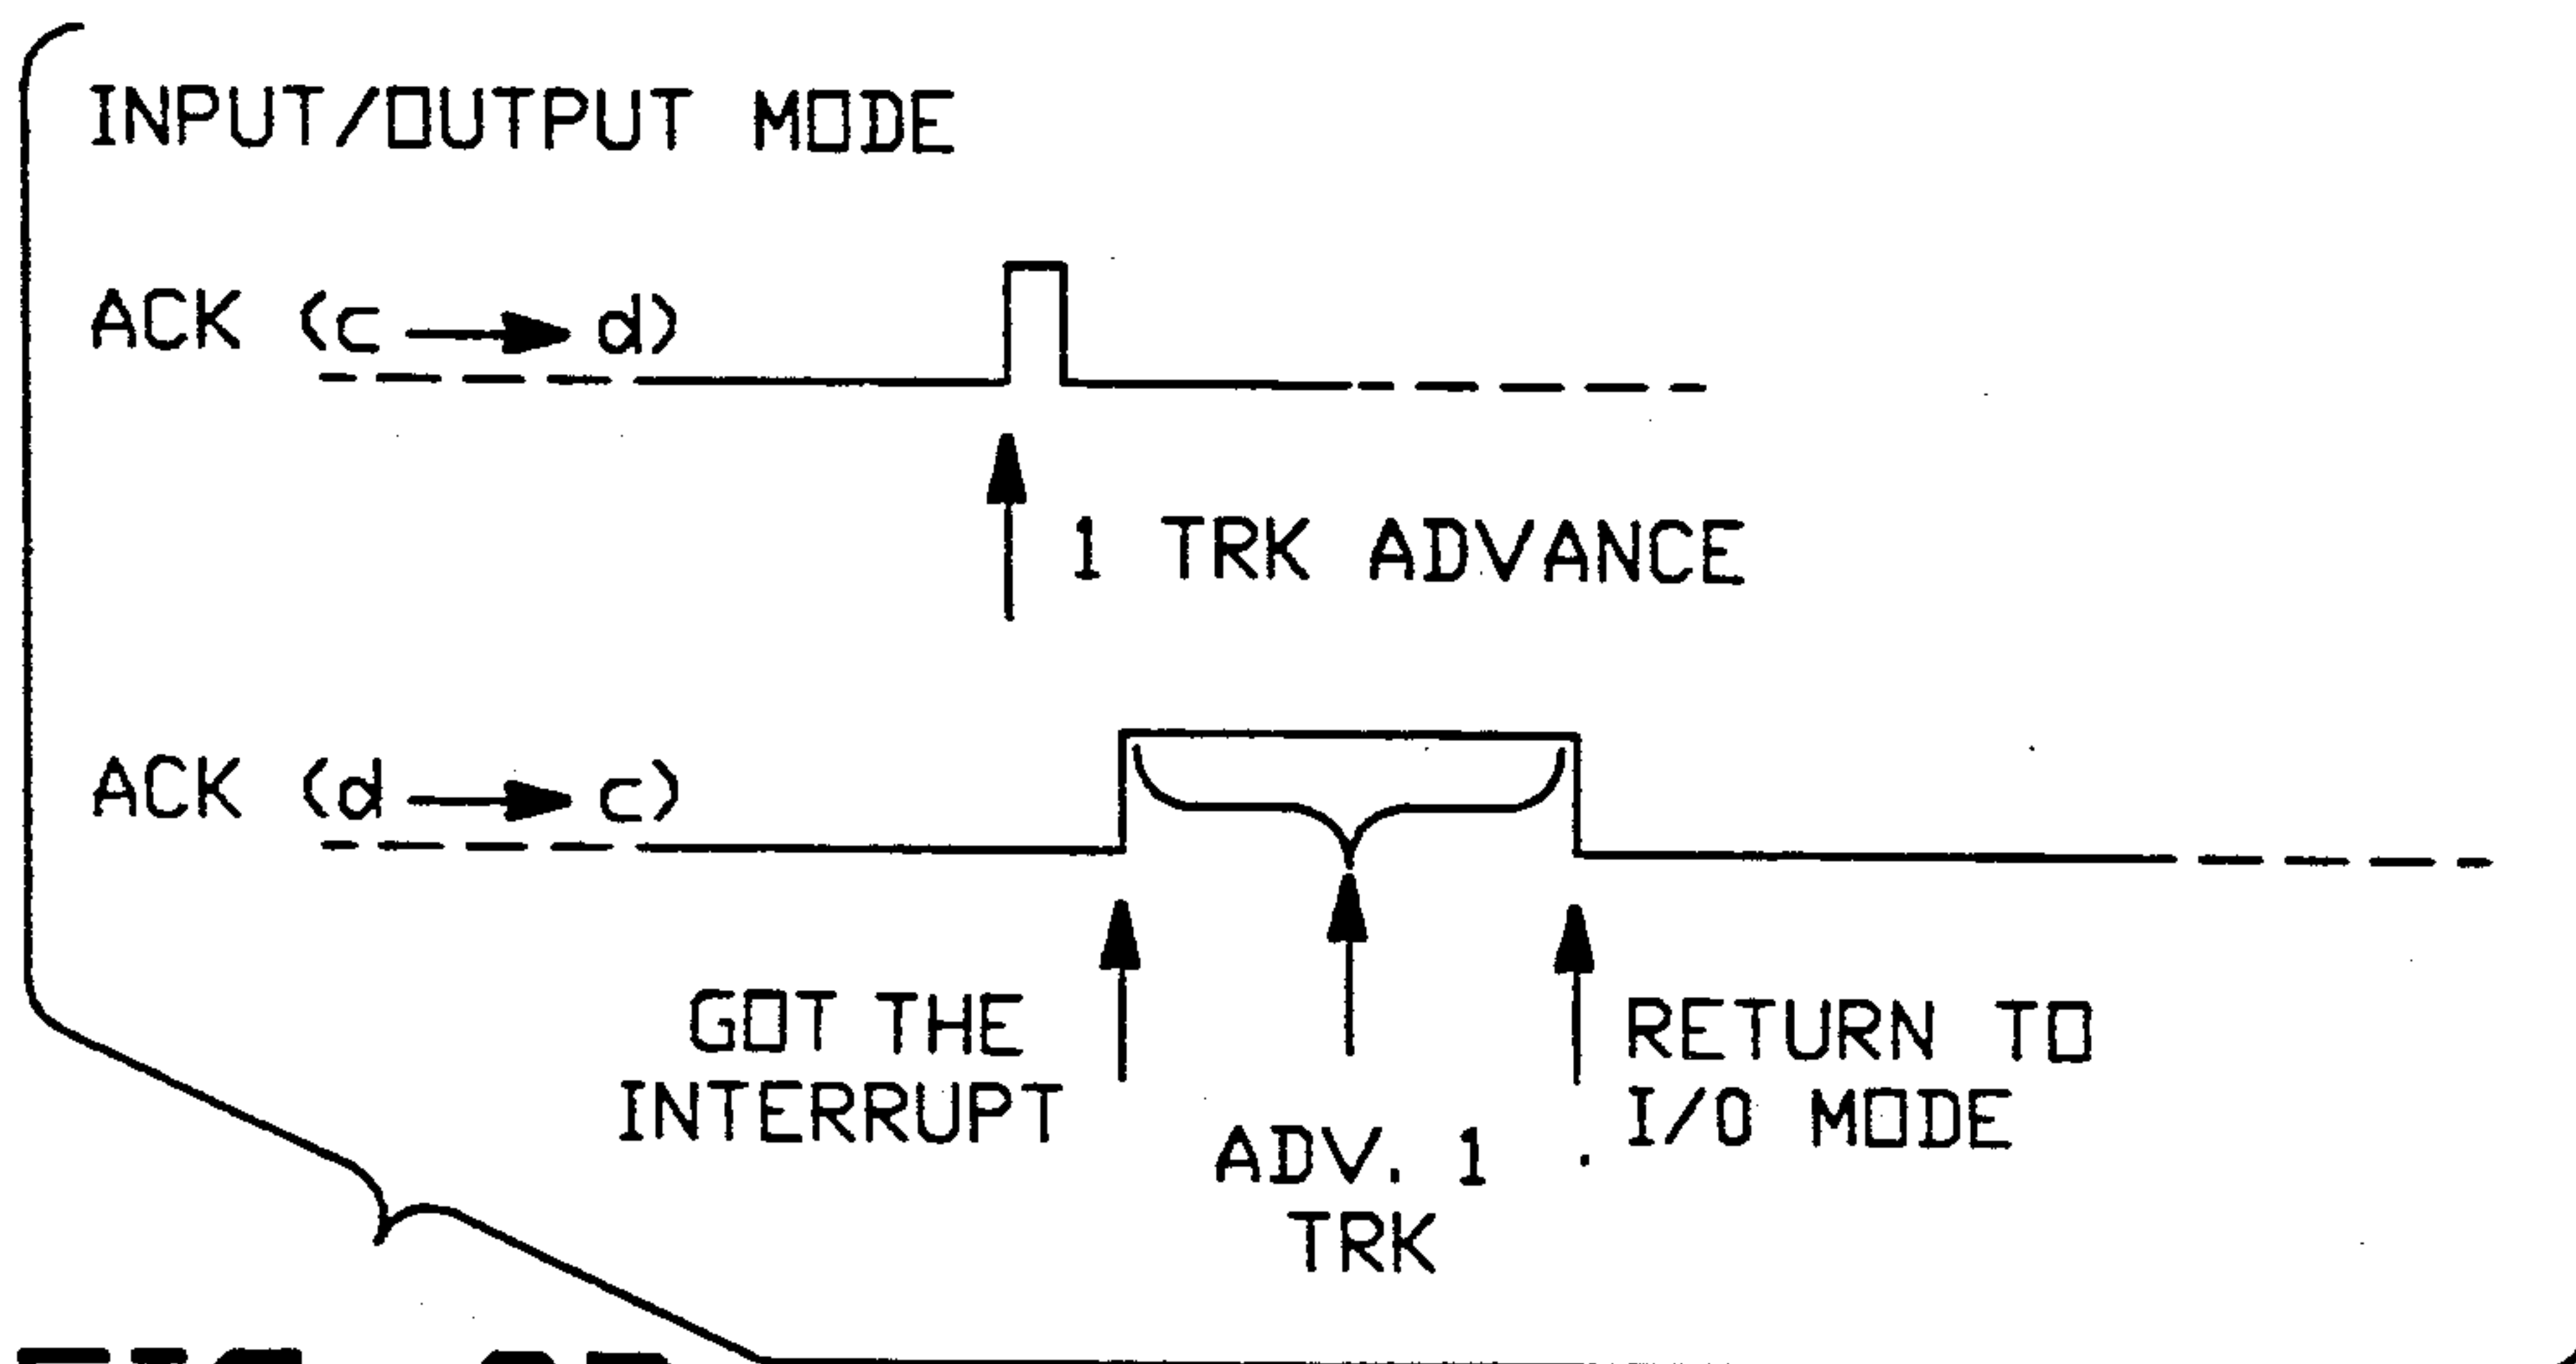 INPUT/OUTPUT MODE
ACK (c → d)
1 TRK ADVANCE
ACK (d → c)
GOT THE
INTERRUPT
ADV. 1
TRK
RETURN TO
I/O MODE